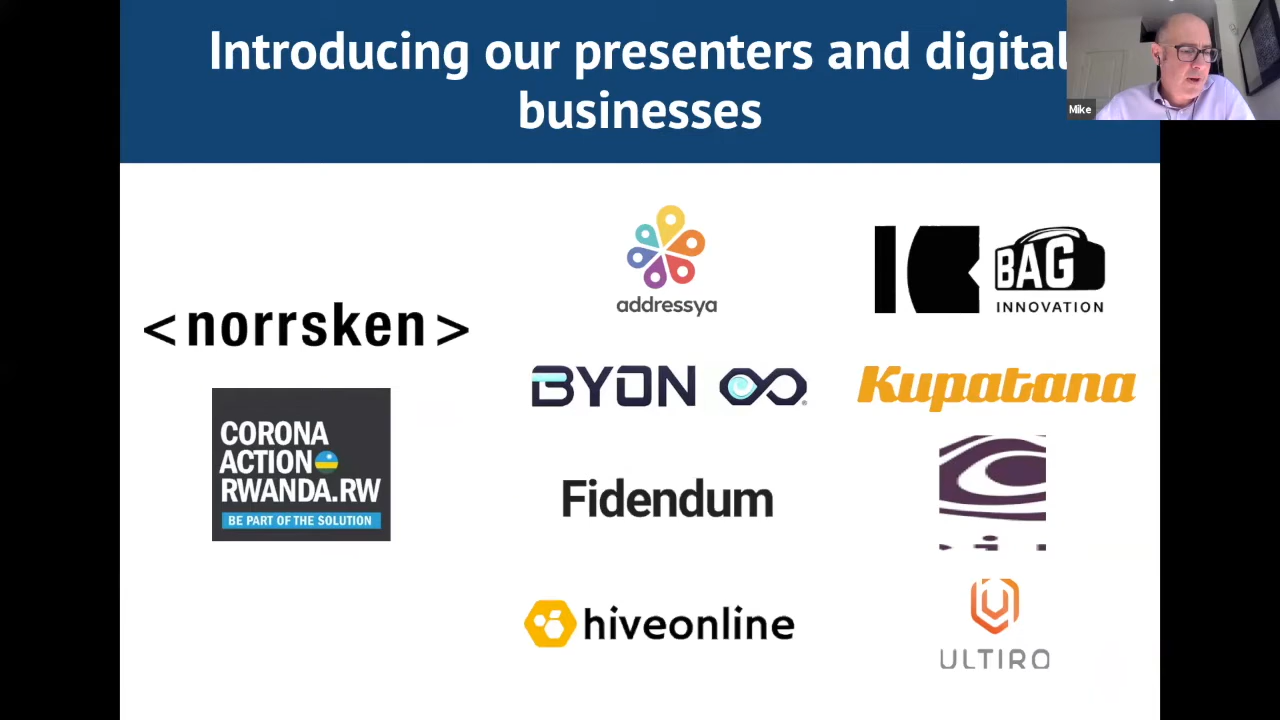 Introducing our presenters and digital
businesses
Mike
<norrsken>
CORONA
ACTION
RWANDA.RW
BE PART OF THE SOLUTION
addressya
BAG
INNOVATION
BYON
Kupatana
Fidendum
hiveonline
ULTIRO